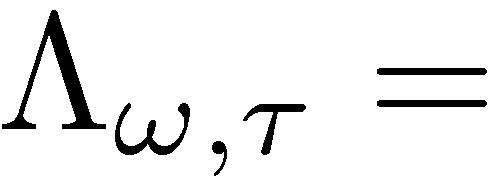 Λ_{ω,τ} =